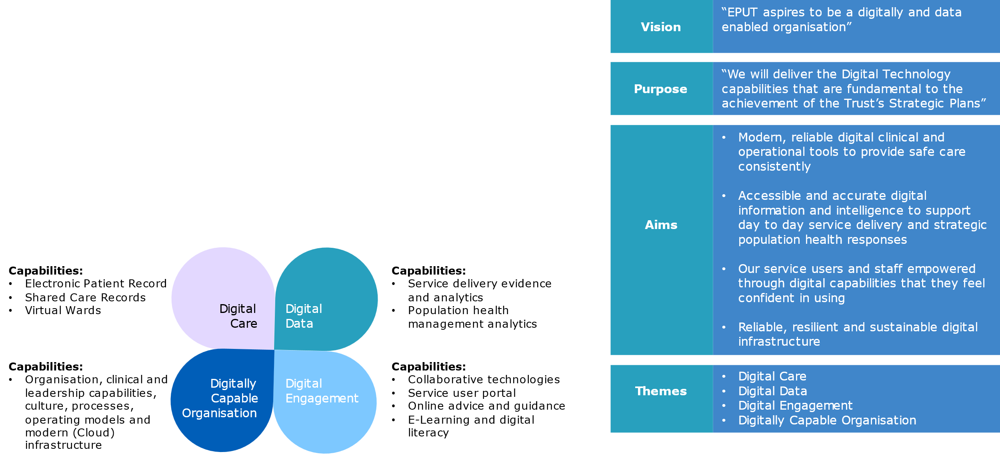 Vision
“EPUT aspires to be a digitally and data
enabled organisation”
Purpose
“We will deliver the Digital Technology
capabilities that are fundamental to the
achievement of the Trust’s Strategic Plans”
Aims
• Modern, reliable digital clinical and
operational tools to provide safe care
consistently
• Accessible and accurate digital
information and intelligence to support
day to day service delivery and strategic
population health responses
• Our service users and staff empowered
through digital capabilities that they feel
confident in using
• Reliable, resilient and sustainable digital
infrastructure
Themes
• Digital Care
• Digital Data
• Digital Engagement
• Digitally Capable Organisation
Capabilities:
• Electronic Patient Record
• Shared Care Records
• Virtual Wards
Digital
Care
Digital
Data
Capabilities:
• Service delivery evidence
and analytics
• Population health
management analytics
Capabilities:
• Organisation, clinical and
leadership capabilities,
culture, processes,
operating models and
modern (Cloud)
infrastructure
Digitally
Capable
Organisation
Digital
Engagement
Capabilities:
• Collaborative technologies
• Service user portal
• Online advice and guidance
• E-Learning and digital
literacy